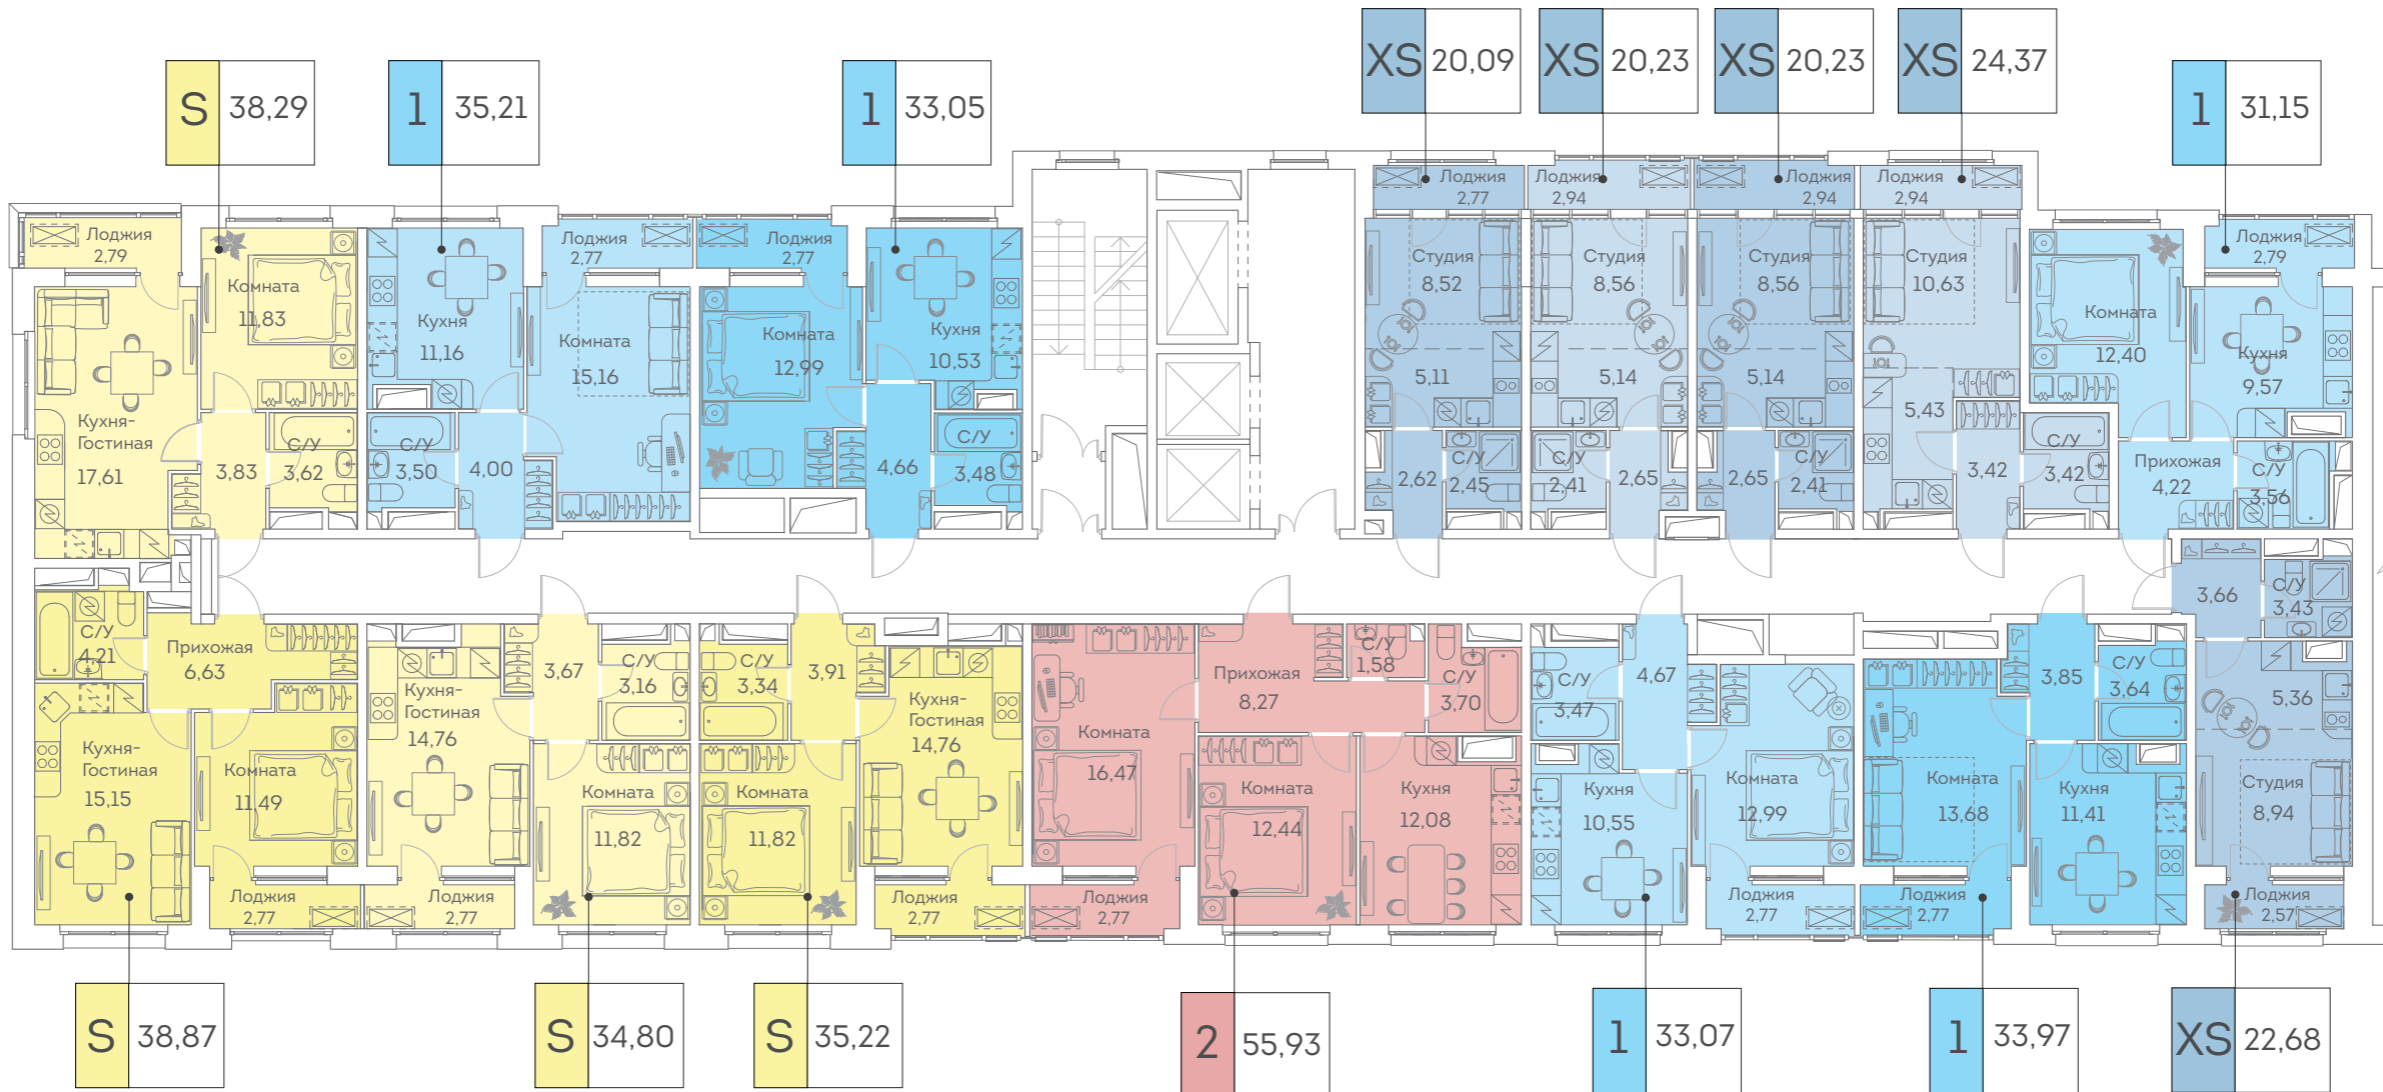 S 38,29
1 35,21
1 33,05
XS 20,09
XS 20,23
XS 20,23
XS 24,37
1 31,15
Лоджия
2,79
Комната
11,83
Кухня-
Гостиная
17,61
3,83
С/У
3,62
Кухня
11,16
Лоджия
2,77
Комната
15,16
С/У
3,50
4,00
Лоджия
2,77
Комната
12,99
Кухня
10,53
4,66
С/У
3,48
Лоджия
2,77
Студия
8,52
5,11
2,62
С/У
2,45
Лоджия
2,94
Студия
8,56
5,14
С/У
2,41
2,65
Лоджия
2,94
Студия
8,56
5,14
2,65
С/У
2,41
Лоджия
2,94
Студия
10,63
5,43
3,42
С/У
3,42
Комната
12,40
Лоджия
2,79
Кухня
9,57
Прихожая
4,22
С/У
3,56
С/У
4,21
Прихожая
6,63
Кухня-
Гостиная
15,15
Комната
11,49
Лоджия
2,77
Кухня-
Гостиная
14,76
3,67
С/У
3,16
Комната
11,82
Лоджия
2,77
С/У
3,34
3,91
Кухня-
Гостиная
14,76
Комната
11,82
Лоджия
2,77
Комната
16,47
Прихожая
8,27
С/У
1,58
С/У
3,70
Комната
12,44
Кухня
12,08
Лоджия
2,77
С/У
3,47
4,67
Кухня
10,55
Комната
12,99
Лоджия
2,77
3,85
С/У
3,64
Комната
13,68
Кухня
11,41
Лоджия
2,77
3,66
С/У
3,43
5,36
Студия
8,94
Лоджия
2,57
S 38,87
S 34,80
S 35,22
2 55,93
1 33,07
1 33,97
XS 22,68